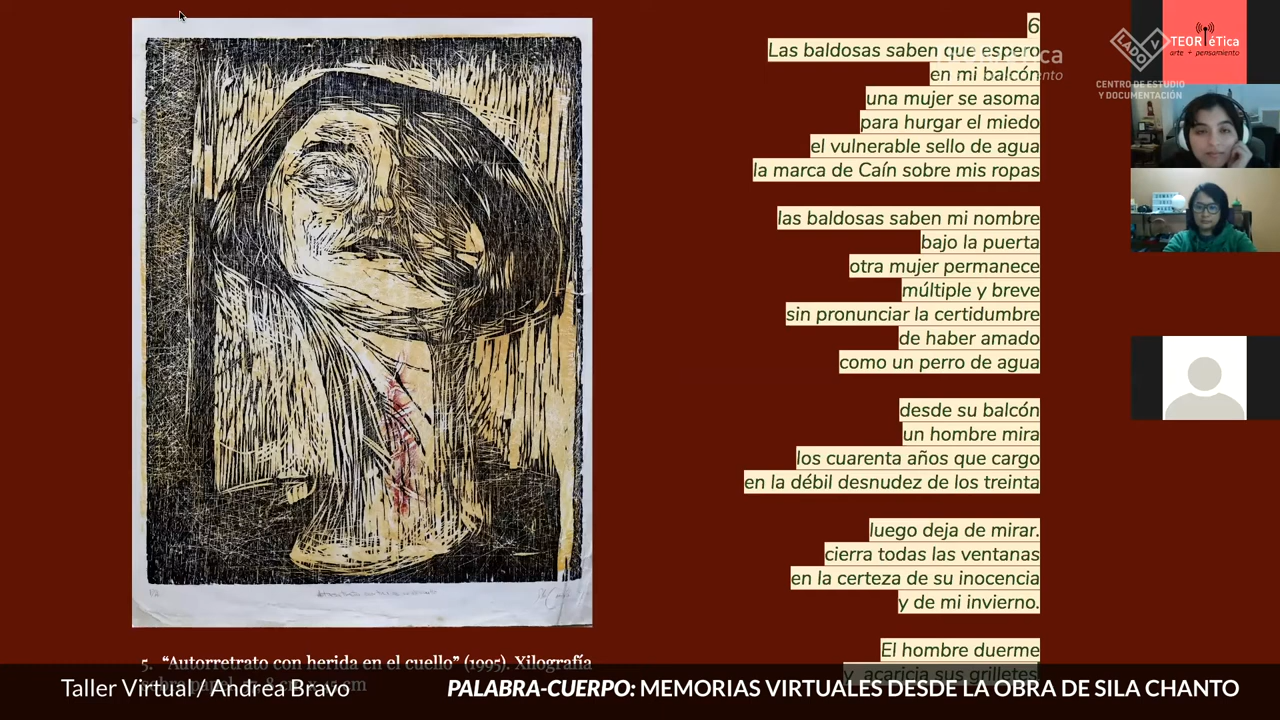 6
Las baldosas saben que espero
en mi balcón
una mujer se asoma
para hurgar el miedo
el vulnerable sello de agua
la marca de Caín sobre mis ropas
las baldosas saben mi nombre
bajo la puerta
otra mujer permanece
múltiple y breve
sin pronunciar la certidumbre
de haber amado
como un perro de agua
desde su balcón
un hombre mira
los cuarenta años que cargo
en la débil desnudez de los treinta
luego deja de mirar.
cierra todas las ventanas
en la certeza de su inocencia
y de mi invierno.
El hombre duerme
y acaricia sus grilletes
5. “Autorretrato con herida en el cuello” (1995). Xilografía
sobre papel. cm x cm
LADO V
CENTRO DE ESTUDIO
Y DOCUMENTACIÓN
TEORéTica
arte + pensamiento
Taller Virtual / Andrea Bravo
PALABRA-CUERPO: MEMORIAS VIRTUALES DESDE LA OBRA DE SILA CHANTO